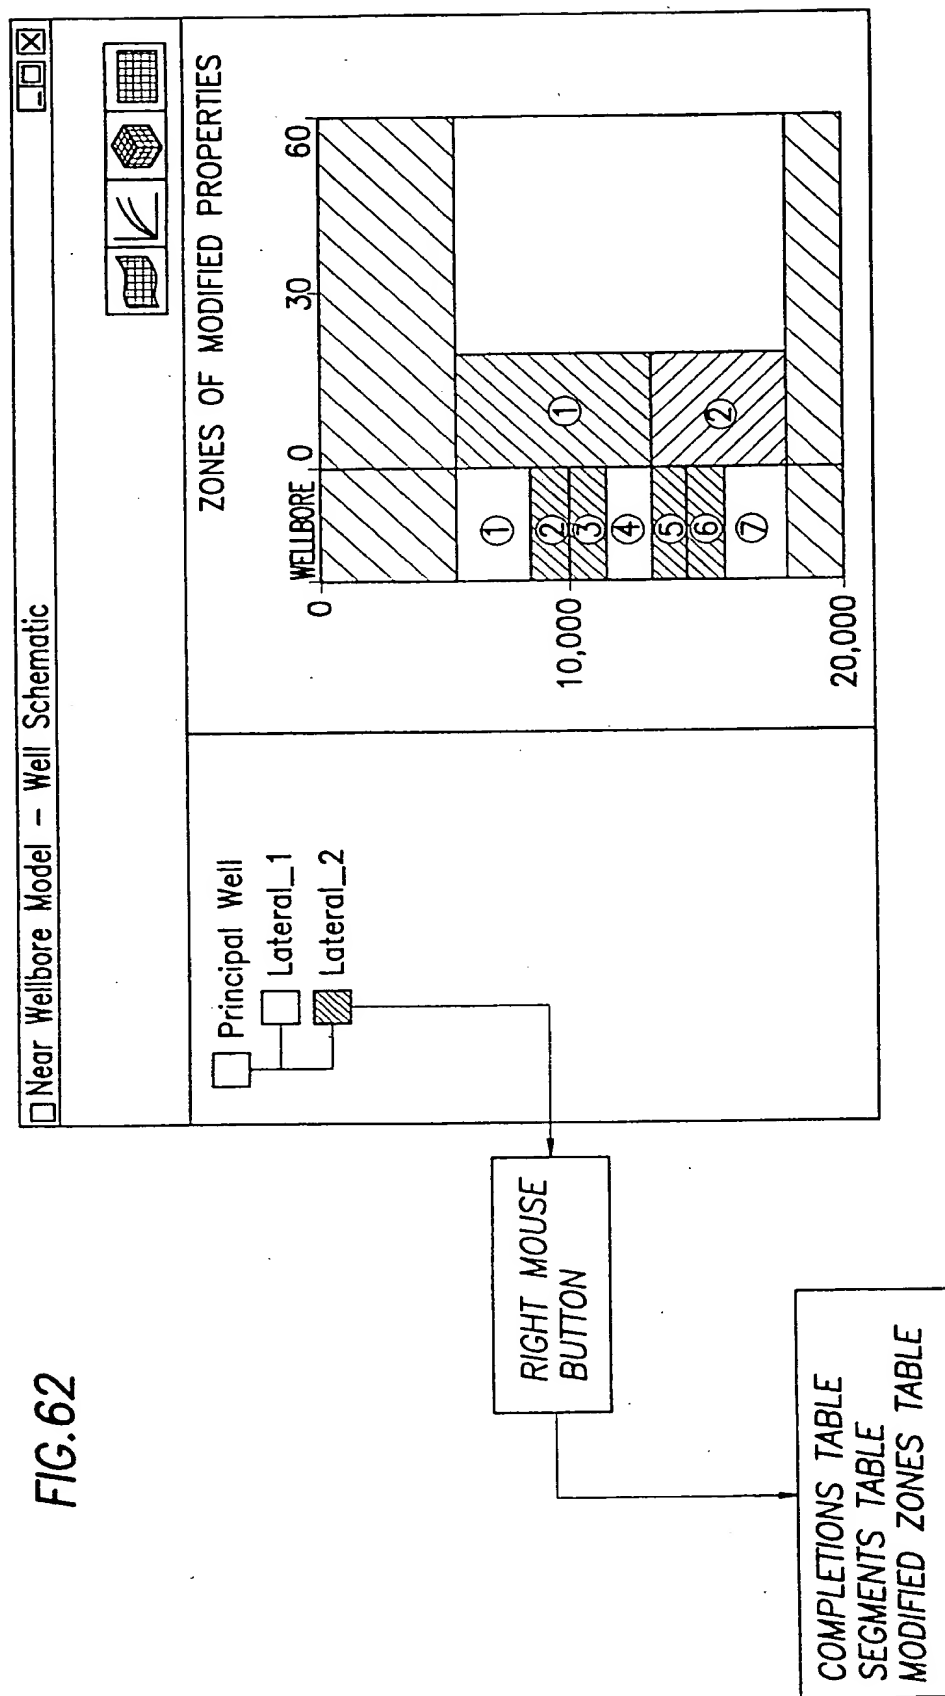 FIG.62
Near Wellbore Model – Well Schematic
Principal Well
Lateral_1
Lateral_2
ZONES OF MODIFIED PROPERTIES
WELLBORE 0 30 60
0
10,000
20,000
1
2
3
4
5
6
7
1
2
RIGHT MOUSE
BUTTON
COMPLETIONS TABLE
SEGMENTS TABLE
MODIFIED ZONES TABLE